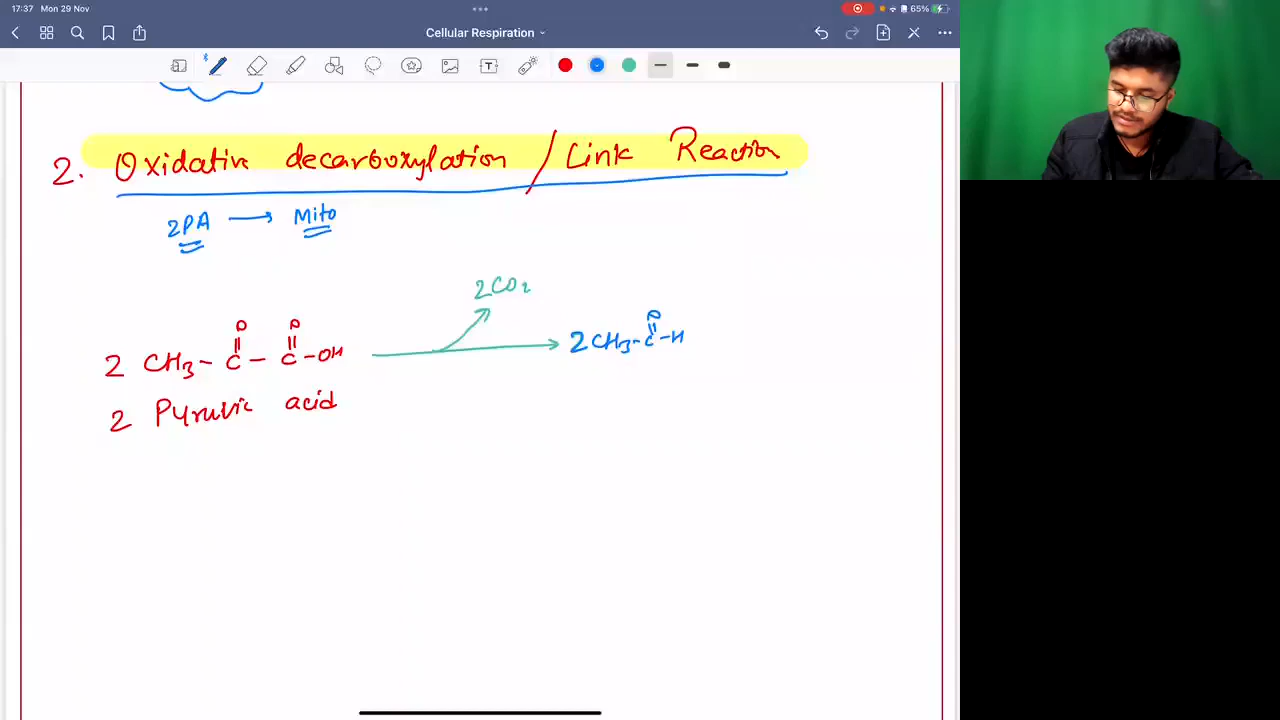 17:37 Mon 29 Nov
65%
Cellular Respiration
2. Oxidative decarboxylation / Link Reaction
2PA → Mito
2CO₂
O O O
2 CH₃ – C – C – OH → 2CH₃–C–H
2 Pyruvic acid